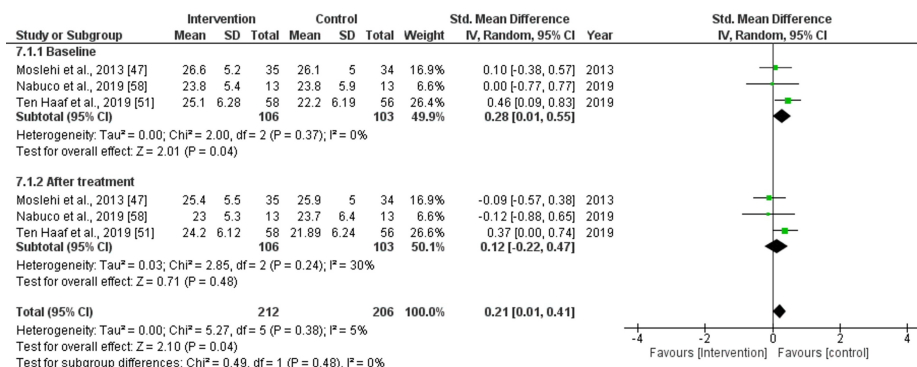 Intervention Control Std. Mean Difference Std. Mean Difference
Study or Subgroup Mean SD Total Mean SD Total Weight IV, Random, 95% CI Year IV, Random, 95% CI
7.1.1 Baseline
Moslehi et al., 2013 [47] 26.6 5.2 35 26.1 5 34 16.9% 0.10 [-0.38, 0.57] 2013
Nabuco et al., 2019 [58] 23.8 5.4 13 23.8 5.9 13 6.6% 0.00 [-0.77, 0.77] 2019
Ten Haaf et al., 2019 [51] 25.1 6.28 58 22.2 6.19 56 26.4% 0.46 [0.09, 0.83] 2019
Subtotal (95% CI) 106 103 49.9% 0.28 [0.01, 0.55]
Heterogeneity: Tau² = 0.00; Chi² = 2.00, df = 2 (P = 0.37); I² = 0%
Test for overall effect: Z = 2.01 (P = 0.04)
7.1.2 After treatment
Moslehi et al., 2013 [47] 25.4 5.5 35 25.9 5 34 16.9% -0.09 [-0.57, 0.38] 2013
Nabuco et al., 2019 [58] 23 5.3 13 23.7 6.4 13 6.6% -0.12 [-0.88, 0.65] 2019
Ten Haaf et al., 2019 [51] 24.2 6.12 58 21.89 6.24 56 26.6% 0.37 [0.00, 0.74] 2019
Subtotal (95% CI) 106 103 50.1% 0.12 [-0.22, 0.47]
Heterogeneity: Tau² = 0.03; Chi² = 2.85, df = 2 (P = 0.24); I² = 30%
Test for overall effect: Z = 0.71 (P = 0.48)
Total (95% CI) 212 206 100.0% 0.21 [0.01, 0.41]
Heterogeneity: Tau² = 0.00; Chi² = 5.27, df = 5 (P = 0.38); I² = 5%
Test for overall effect: Z = 2.10 (P = 0.04)
Test for subgroup differences: Chi² = 0.49, df = 1 (P = 0.48), I² = 0%
-4 -2 0 2 4
Favours [Intervention] Favours [control]